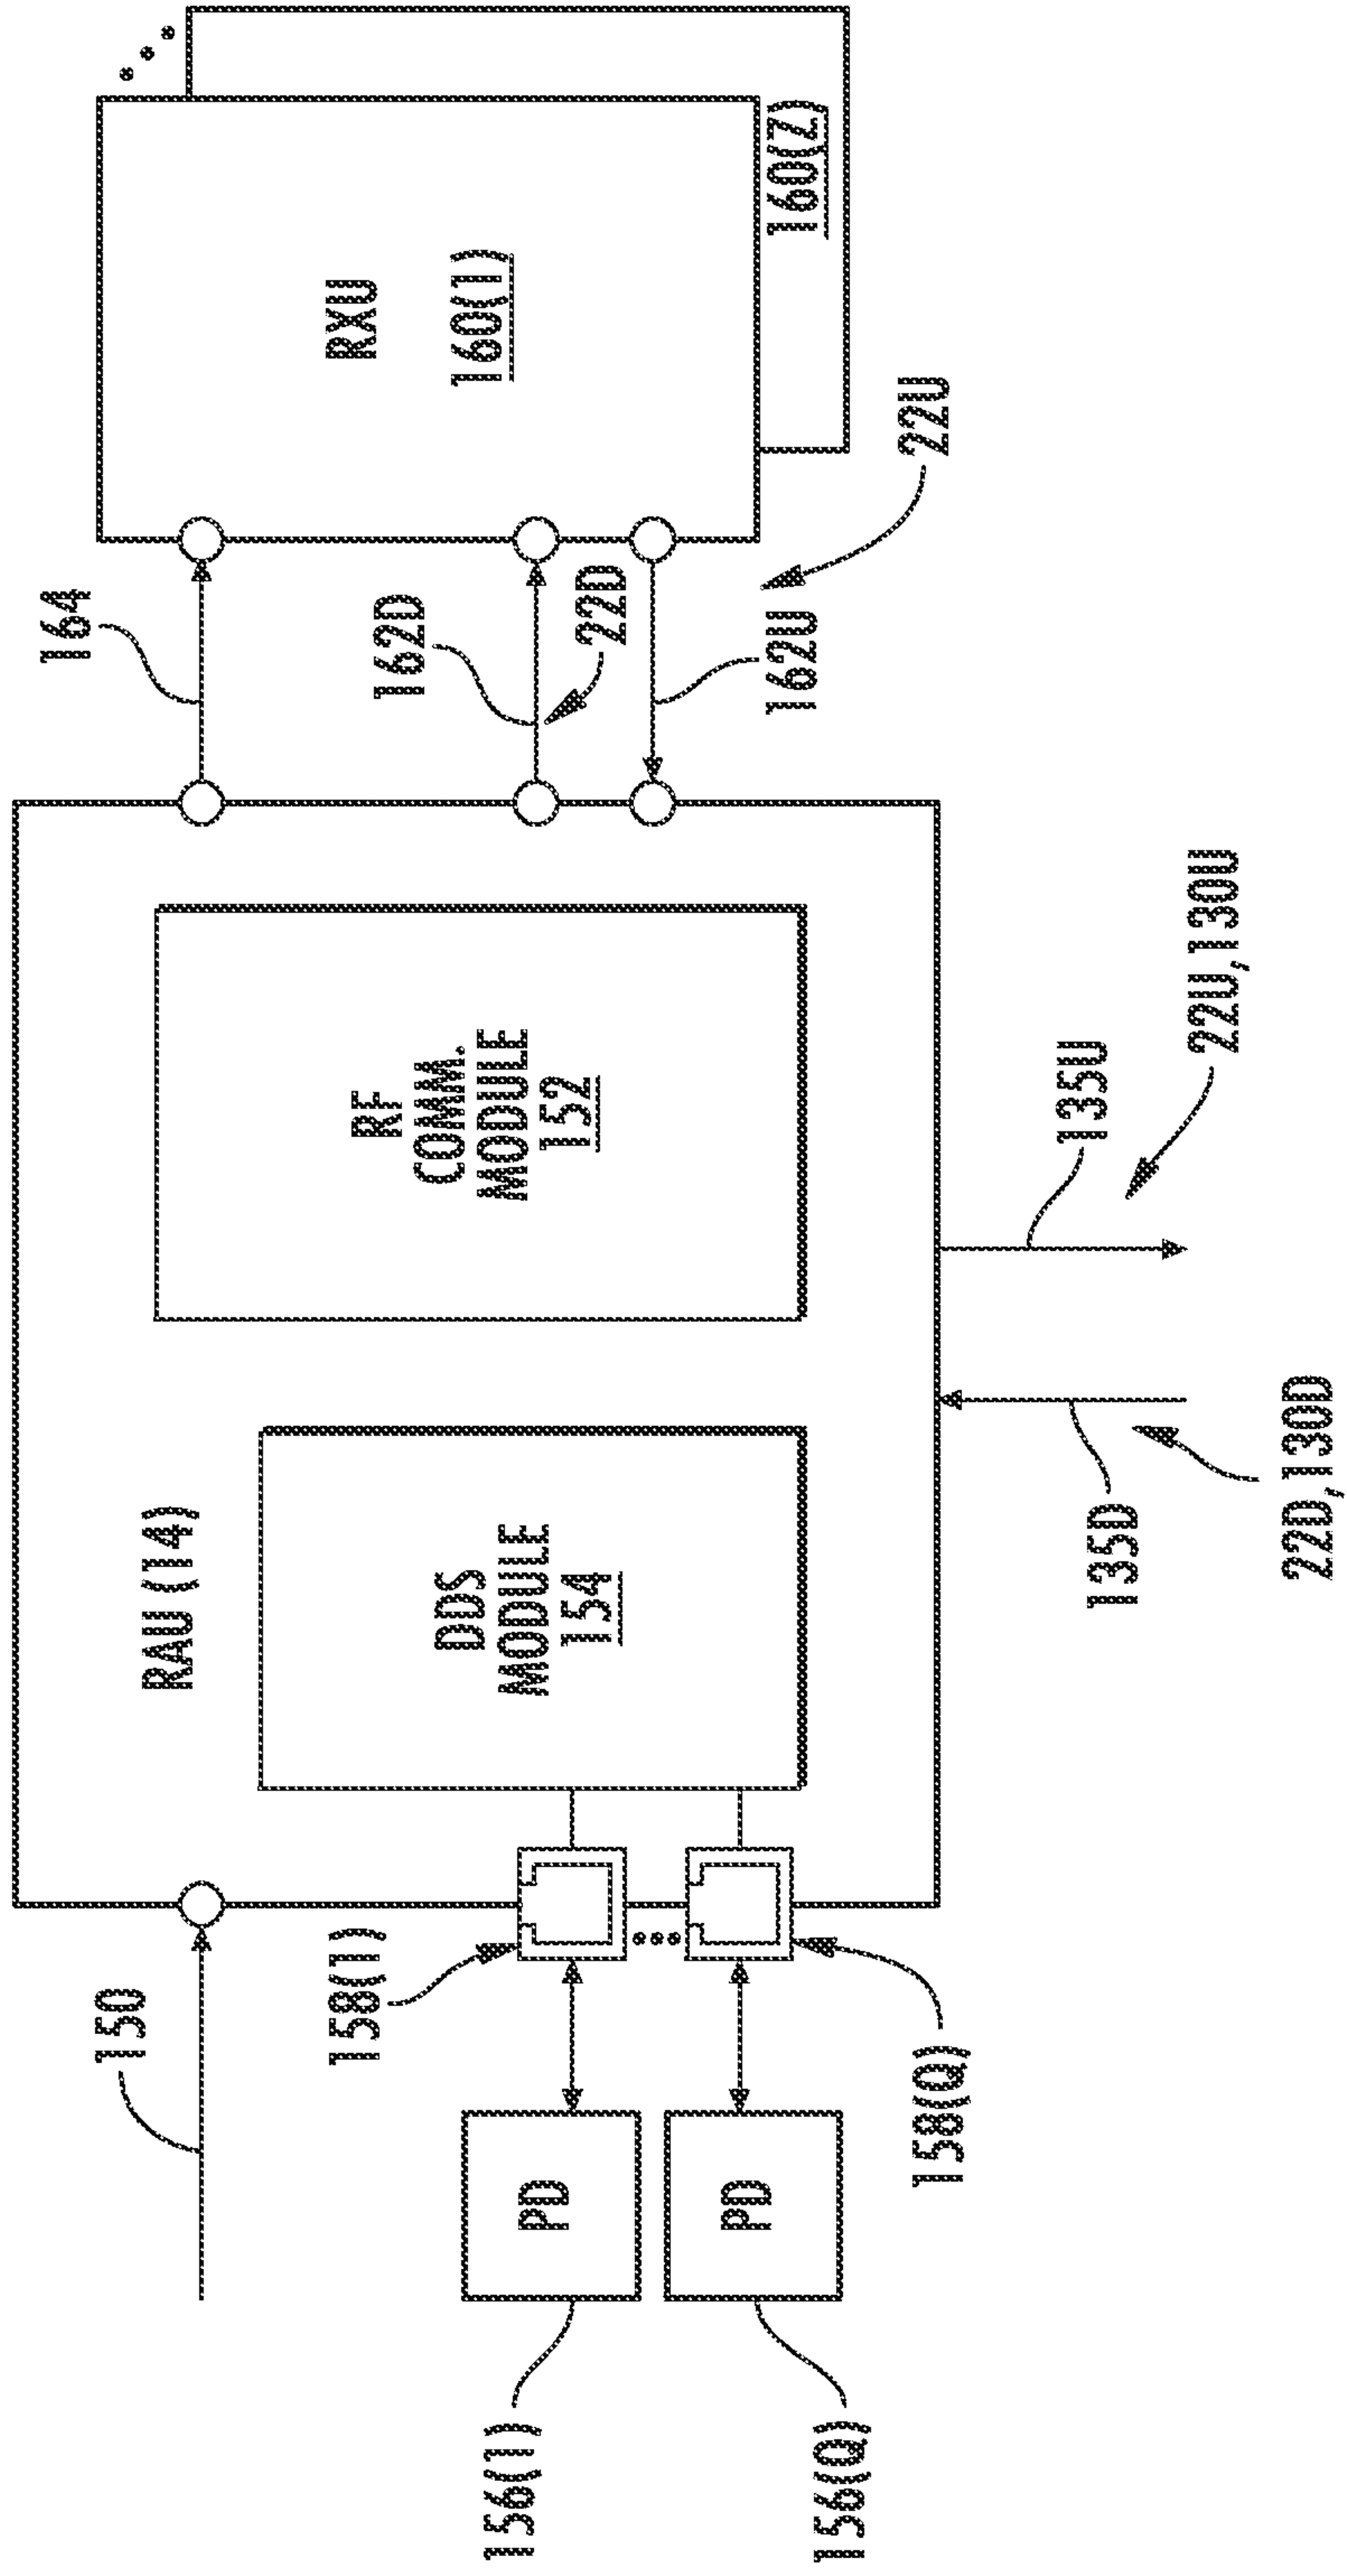 150
RAU (14)
164
RXU
160(1)
160(Z)
158(1)
DDS
MODULE
154
RF
COMM.
MODULE
152
162D
22D
162U
22U
156(1)
PD
PD
156(Q)
158(Q)
135D
22D,130D
135U
22U,130U